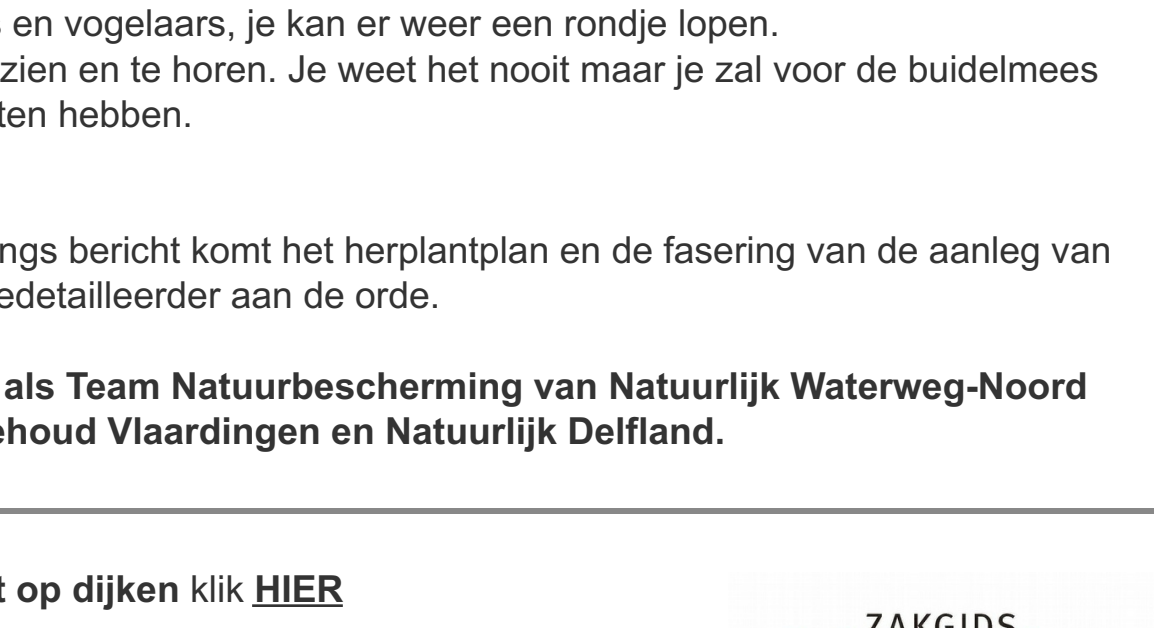 en vogelaars, je kan er weer een rondje lopen.
zien en te horen. Je weet het nooit maar je zal voor de buidelmees
ten hebben.
ngs bericht komt het herplantplan en de fasering van de aanleg van
edetailleerder aan de orde.
als Team Natuurbescherming van Natuurlijk Waterweg-Noord
ehoud Vlaardingen en Natuurlijk Delfland.
t op dijken klik HIER
ZAKGIDS